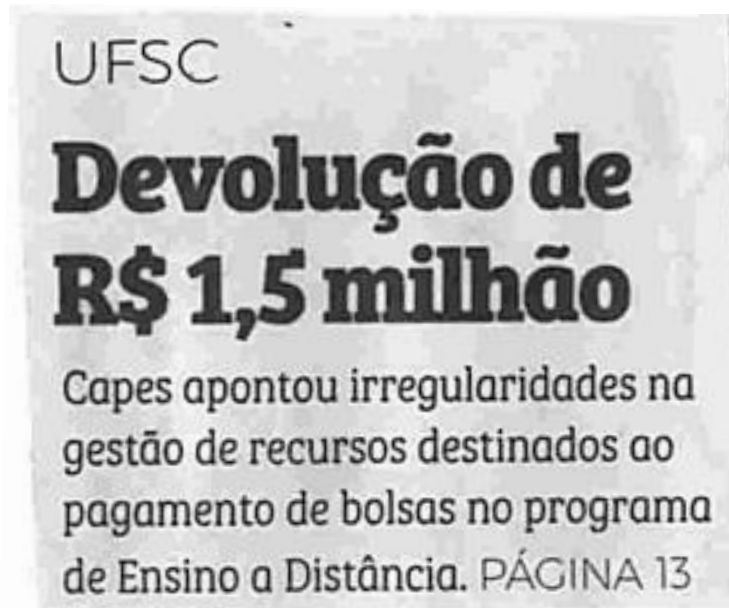 UFSC
Devolução de
R$ 1,5 milhão
Capes apontou irregularidades na
gestão de recursos destinados ao
pagamento de bolsas no programa
de Ensino a Distância. PÁGINA 13